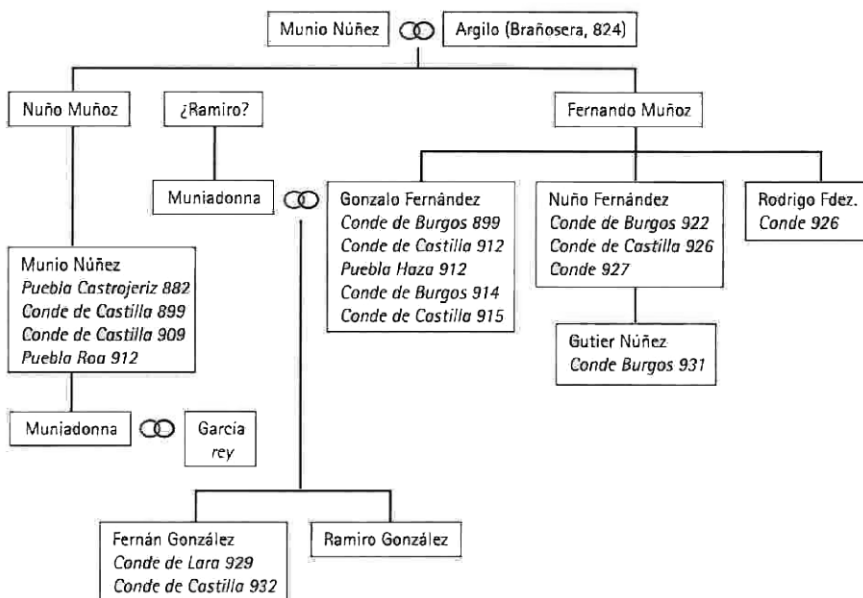 Munio Núñez
Argilo (Brañosera, 824)
Nuño Muñoz
¿Ramiro?
Fernando Muñoz
Muniadonna
Gonzalo Fernández
Conde de Burgos 899
Conde de Castilla 912
Puebla Haza 912
Conde de Burgos 914
Conde de Castilla 915
Nuño Fernández
Conde de Burgos 922
Conde de Castilla 926
Conde 927
Rodrigo Fdez.
Conde 926
Munio Núñez
Puebla Castrojeriz 882
Conde de Castilla 899
Conde de Castilla 909
Puebla Roa 912
Gutier Núñez
Conde Burgos 931
Muniadonna
García
rey
Fernán González
Conde de Lara 929
Conde de Castilla 932
Ramiro González